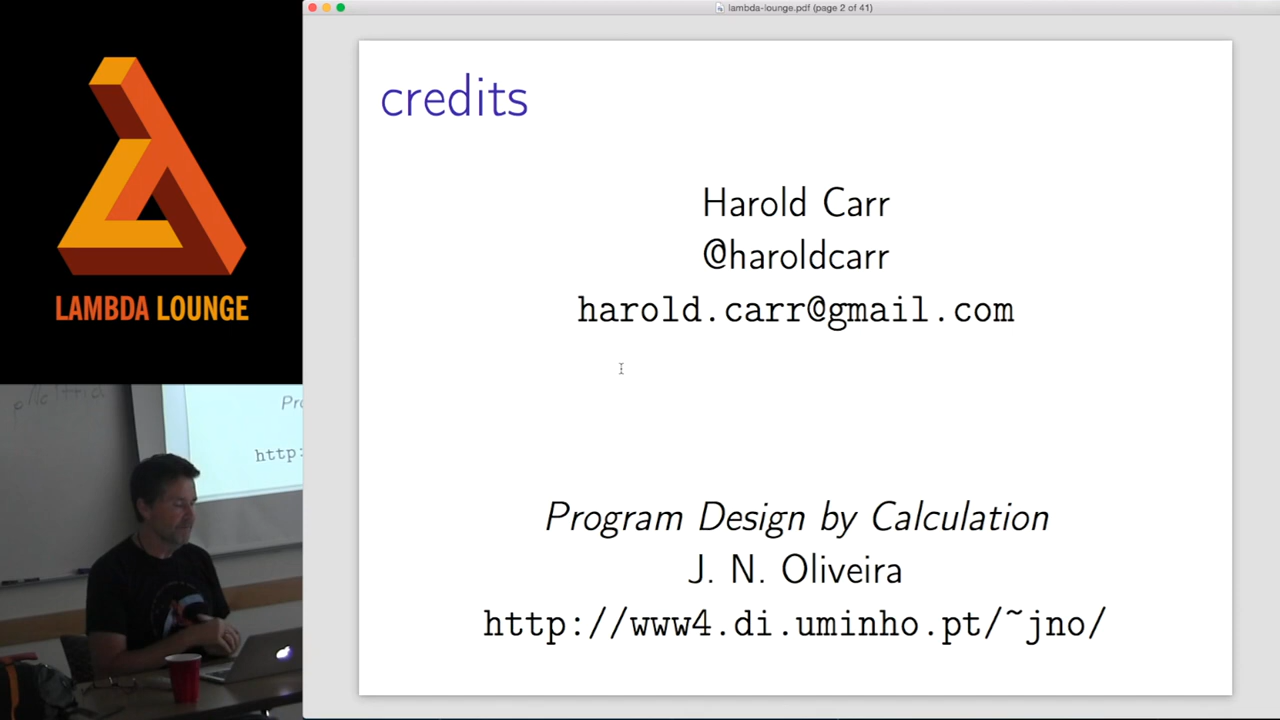 lambda-lounge.pdf (page 2 of 41)
credits
Harold Carr
@haroldcarr
harold.carr@gmail.com
Program Design by Calculation
J. N. Oliveira
http://www4.di.uminho.pt/~jno/
LAMBDA LOUNGE
Pr
http: